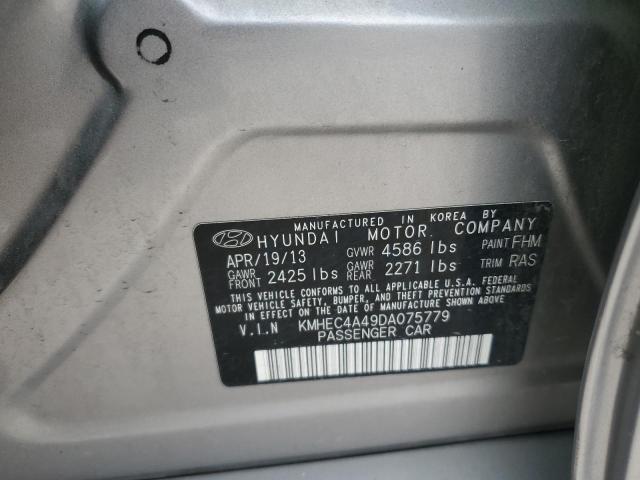 MANUFACTURED IN KOREA BY
HYUNDAI MOTOR COMPANY
APR/19/13 GVWR 4586 lbs PAINT FHM
GAWR FRONT 2425 lbs GAWR REAR 2271 lbs TRIM RAS
THIS VEHICLE CONFORMS TO ALL APPLICABLE U.S.A. FEDERAL
MOTOR VEHICLE SAFETY, BUMPER, AND THEFT PREVENTION
STANDARDS IN EFFECT ON THE DATE OF MANUFACTURE SHOWN ABOVE.
V.I.N KMHEC4A49DA075779
PASSENGER CAR